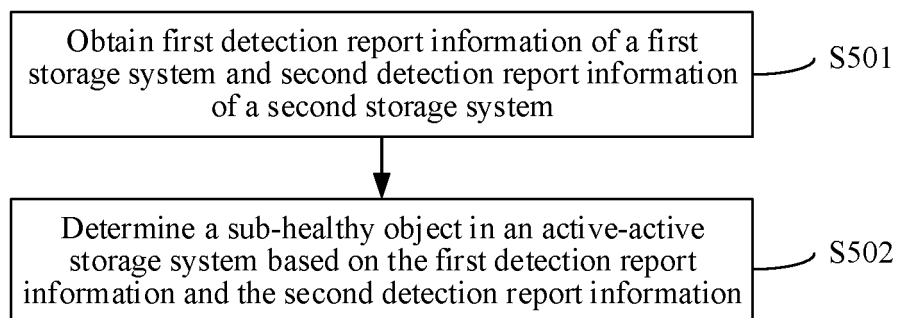 Obtain first detection report information of a first
storage system and second detection report information
of a second storage system
S501
Determine a sub-healthy object in an active-active
storage system based on the first detection report
information and the second detection report information
S502